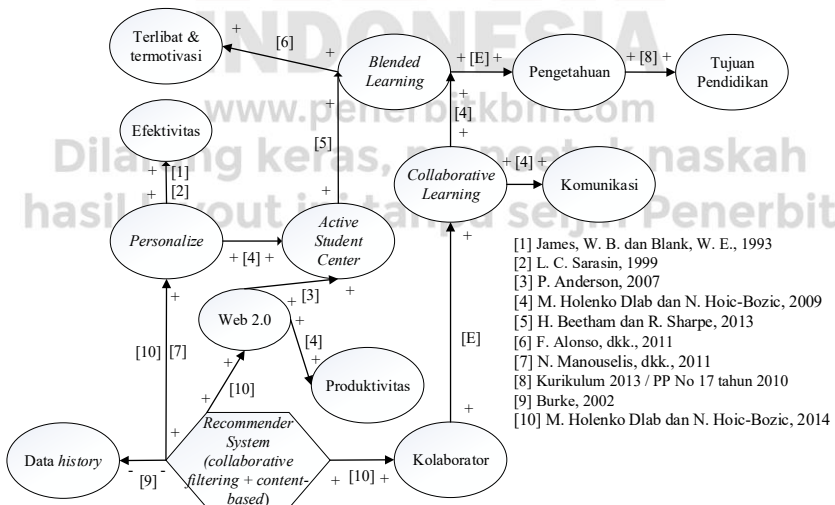 INDONESIA
www.penerbitkbm.com
Dilarang keras, naskah
hasil layout ini tanpa seijin Penerbit
Terlibat &
termotivasi
+ [6] +
Blended
Learning
+ [E] +
Pengetahuan
+ [8] +
Tujuan
Pendidikan
Efektivitas
+ [1]
+ [2]
+
[5]
+
+
[4]
+
Collaborative
Learning
+ [4] +
Komunikasi
Personalize
+ [4] +
Active
Student
Center
+ [3] +
Web 2.0
+
[4]
+
Produktivitas
+
[10] [7]
+
+
[10]
+
+
[E]
+
Data history
- [9] -
Recommender
System
(collaborative
filtering + content-
based)
+ [10] +
Kolaborator
[1] James, W. B. dan Blank, W. E., 1993
[2] L. C. Sarasin, 1999
[3] P. Anderson, 2007
[4] M. Holenko Dlab dan N. Hoic-Bozic, 2009
[5] H. Beetham dan R. Sharpe, 2013
[6] F. Alonso, dkk., 2011
[7] N. Manouselis, dkk., 2011
[8] Kurikulum 2013 / PP No 17 tahun 2010
[9] Burke, 2002
[10] M. Holenko Dlab dan N. Hoic-Bozic, 2014